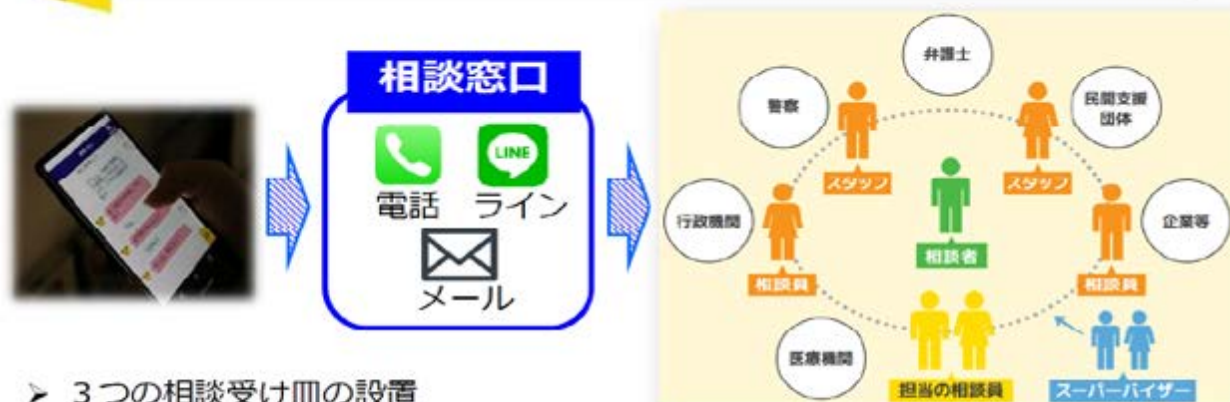 相談窓口
LINE
電話
ライン
メール
弁護士
警察
民間支援
団体
スタッフ
スタッフ
行政機関
企業等
相談者
相談員
相談員
医療機関
担当の相談員
スーパーバイザー
➢ 3つの相談受け皿の設置